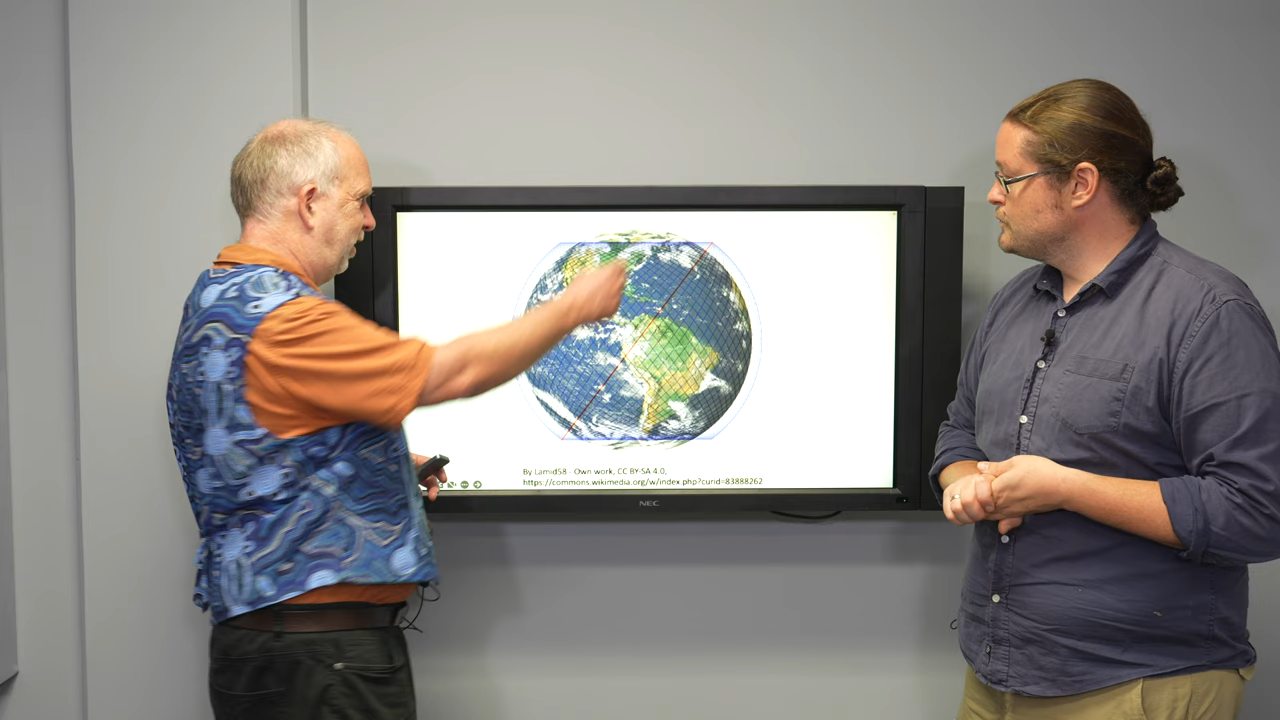 By Lamid58 - Own work, CC BY-SA 4.0,
https://commons.wikimedia.org/w/index.php?curid=83888262
NEC